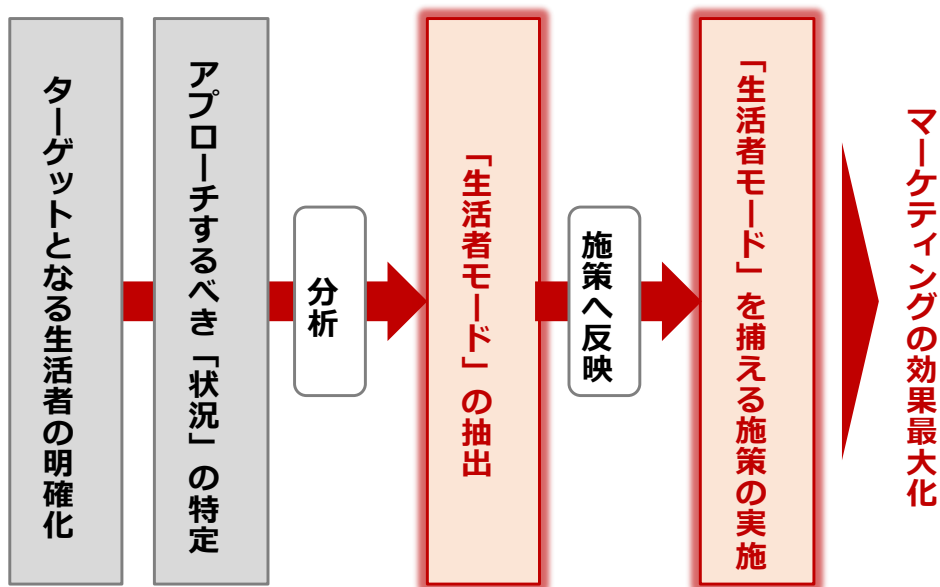 ターゲットとなる生活者の明確化
アプローチするべき「状況」の特定
分析
「生活者モード」の抽出
施策へ反映
「生活者モード」を捕える施策の実施
マーケティングの効果最大化